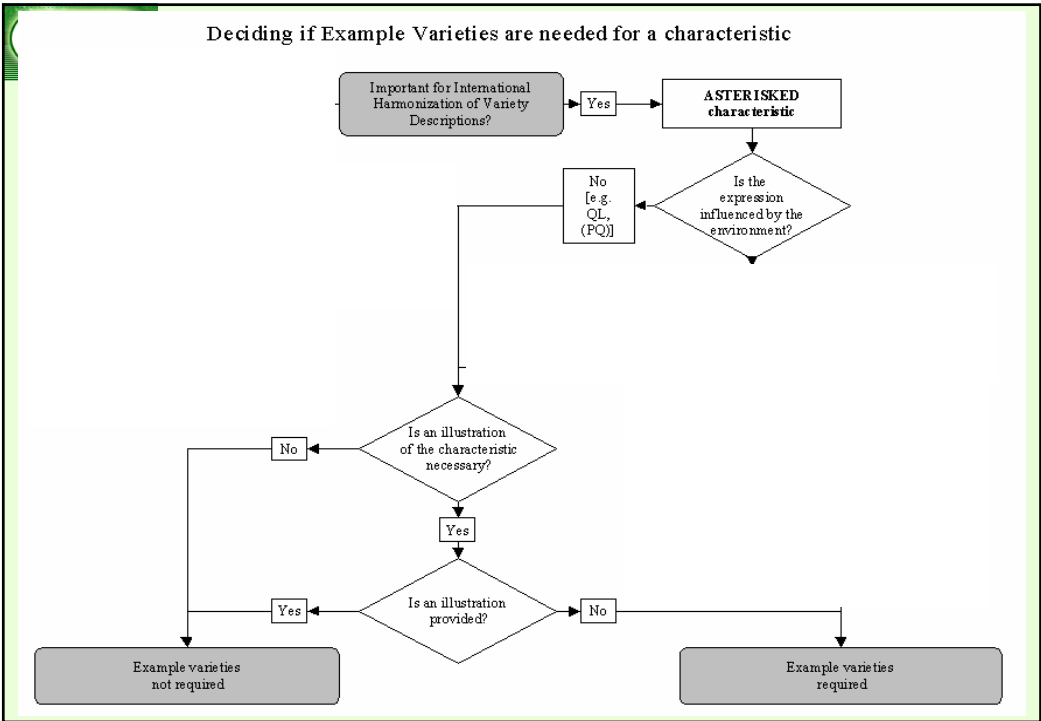 Deciding if Example Varieties are needed for a characteristic
Important for International
Harmonization of Variety
Descriptions?
Yes
ASTERISKED
characteristic
No
[e.g.
QL,
(PQ)]
Is the
expression
influenced by the
environment?
Is an illustration
of the characteristic
necessary?
No
Yes
Is an illustration
provided?
Yes
No
Example varieties
not required
Example varieties
required